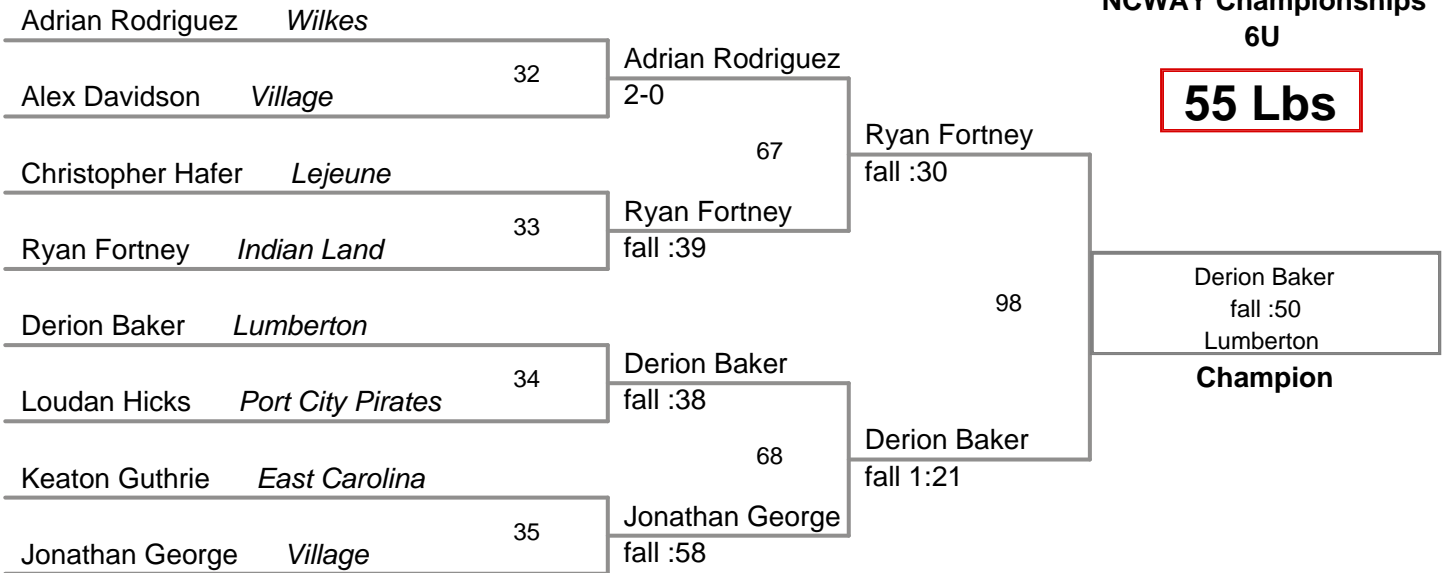 NCWAY Championships
6U
55 Lbs
Adrian Rodriguez Wilkes
32
Alex Davidson Village
Adrian Rodriguez
2-0
67
Christopher Hafer Lejeune
33
Ryan Fortney Indian Land
Ryan Fortney
fall :39
Ryan Fortney
fall :30
98
Derion Baker Lumberton
34
Loudan Hicks Port City Pirates
Derion Baker
fall :38
68
Keaton Guthrie East Carolina
35
Jonathan George Village
Jonathan George
fall :58
Derion Baker
fall 1:21
Derion Baker
fall :50
Lumberton
Champion